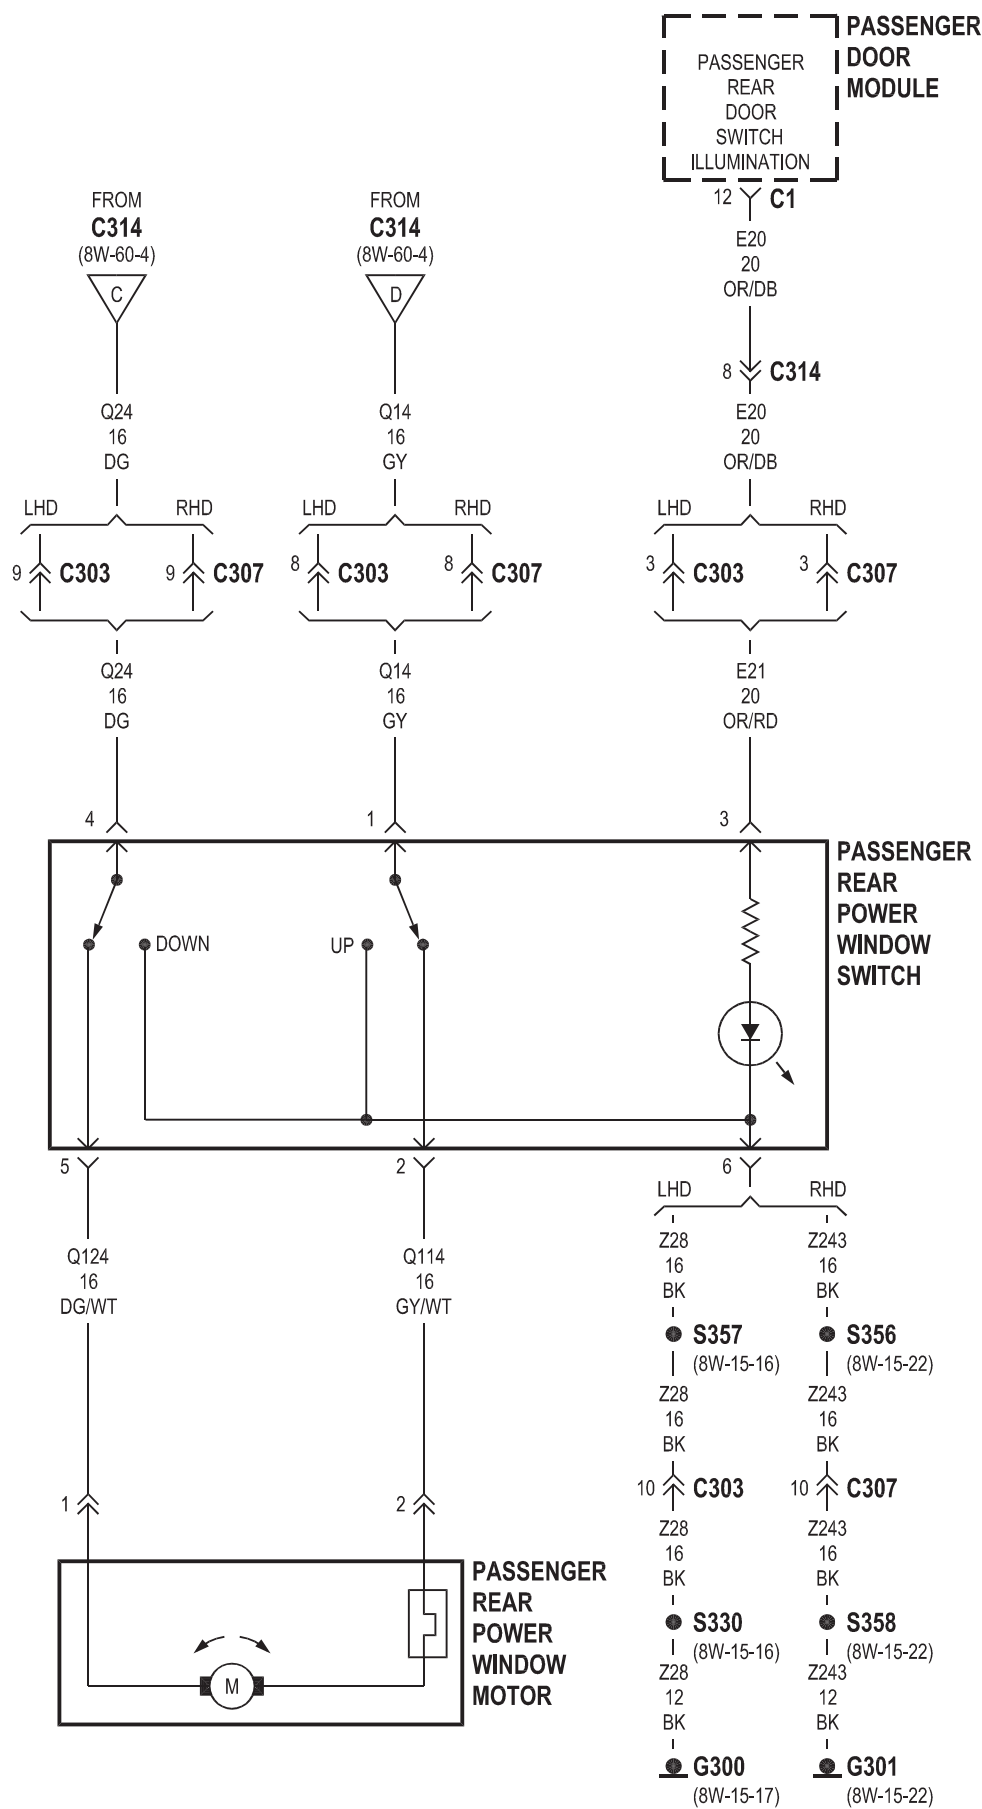 PASSENGER
DOOR
MODULE
PASSENGER
REAR
DOOR
SWITCH
ILLUMINATION
12
C1
E20
20
OR/DB
8
C314
E20
20
OR/DB
FROM
C314
(8W-60-4)
C
Q24
16
DG
FROM
C314
(8W-60-4)
D
Q14
16
GY
LHD
RHD
9
C303
9
C307
LHD
RHD
8
C303
8
C307
LHD
RHD
3
C303
3
C307
Q24
16
DG
Q14
16
GY
E21
20
OR/RD
4
1
3
PASSENGER
REAR
POWER
WINDOW
SWITCH
DOWN
UP
5
2
6
LHD
RHD
Q124
16
DG/WT
Q114
16
GY/WT
Z28
16
BK
Z243
16
BK
S357
(8W-15-16)
S356
(8W-15-22)
Z28
16
BK
Z243
16
BK
1
2
10
C303
10
C307
Z28
16
BK
Z243
16
BK
PASSENGER
REAR
POWER
WINDOW
MOTOR
M
S330
(8W-15-16)
S358
(8W-15-22)
Z28
12
BK
Z243
12
BK
G300
(8W-15-17)
G301
(8W-15-22)